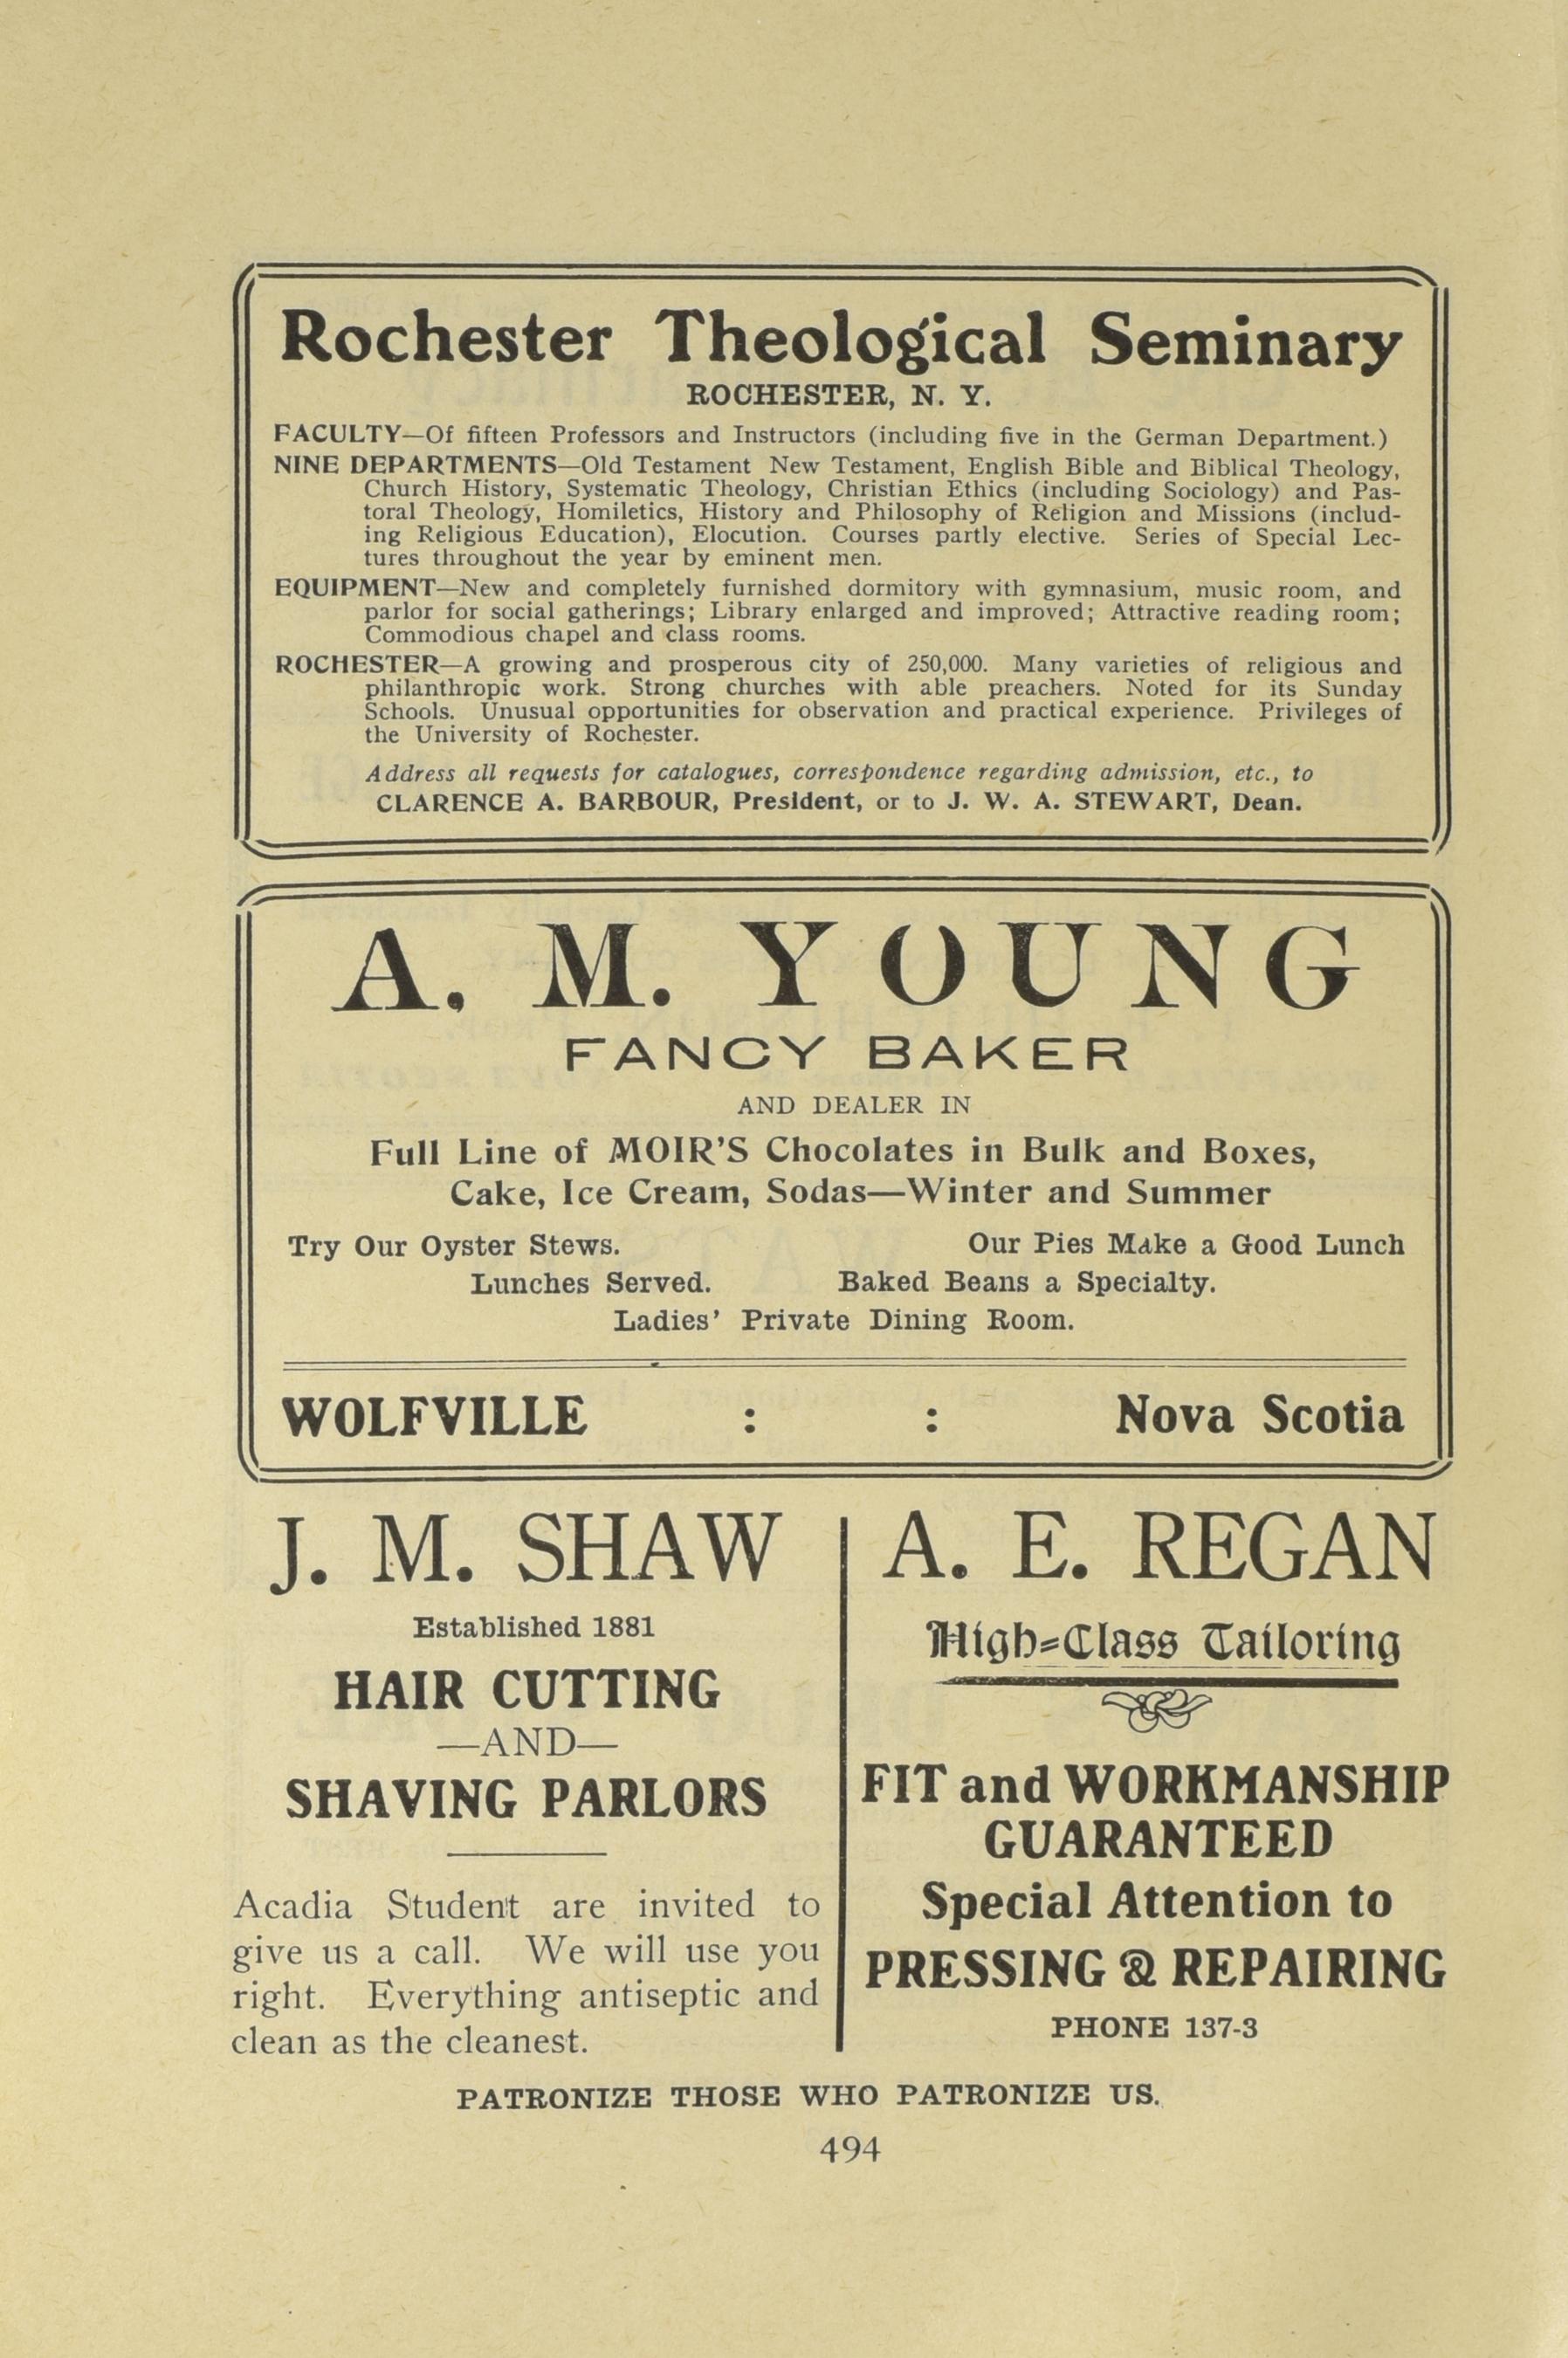 Rochester Theological Seminary
ROCHESTER, N. Y.
FACULTY—Of fifteen Professors and Instructors (including five in the German Department.)
NINE DEPARTMENTS—Old Testament New Testament, English Bible and Biblical Theology,
Church History, Systematic Theology, Christian Ethics (including Sociology) and Pas-
toral Theology, Homiletics, History and Philosophy of Religion and Missions (includ-
ing Religious Education), Elocution. Courses partly elective. Series of Special Lec-
tures throughout the year by eminent men.
EQUIPMENT—New and completely furnished dormitory with gymnasium, music room, and
parlor for social gatherings; Library enlarged and improved; Attractive reading room;
Commodious chapel and class rooms.
ROCHESTER—A growing and prosperous city of 250,000. Many varieties of religious and
philanthropic work. Strong churches with able preachers. Noted for its Sunday
Schools. Unusual opportunities for observation and practical experience. Privileges of
the University of Rochester.
Address all requests for catalogues, correspondence regarding admission, etc., to
CLARENCE A. BARBOUR, President, or to J. W. A. STEWART, Dean.
A. M. YOUNG
FANCY BAKER
AND DEALER IN
Full Line of MOIR'S Chocolates in Bulk and Boxes,
Cake, Ice Cream, Sodas—Winter and Summer
Try Our Oyster Stews. Our Pies Make a Good Lunch
Lunches Served. Baked Beans a Specialty.
Ladies' Private Dining Room.
WOLFVILLE : : Nova Scotia
J. M. SHAW
Established 1881
HAIR CUTTING
—AND—
SHAVING PARLORS
Acadia Student are invited to
give us a call. We will use you
right. Everything antiseptic and
clean as the cleanest.
A. E. REGAN
High-Class Tailoring
FIT and WORKMANSHIP
GUARANTEED
Special Attention to
PRESSING & REPAIRING
PHONE 137-3
PATRONIZE THOSE WHO PATRONIZE US.
494